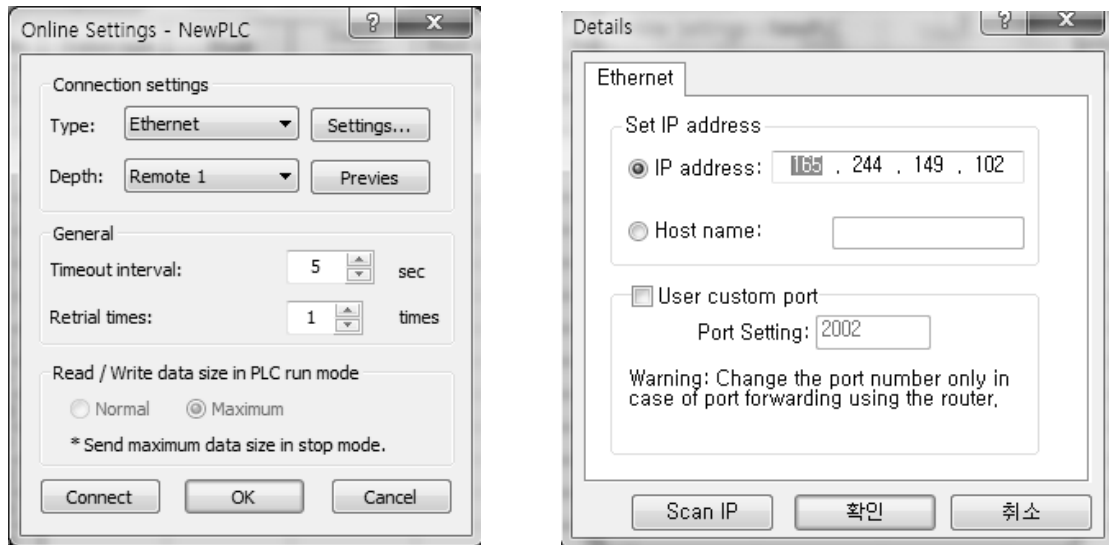 Online Settings - NewPLC
Connection settings
Type: Ethernet Settings...
Depth: Remote 1 Previes
General
Timeout interval: 5 sec
Retrial times: 1 times
Read / Write data size in PLC run mode
Normal Maximum
* Send maximum data size in stop mode.
Connect OK Cancel
Details
Ethernet
Set IP address
IP address: 165 . 244 . 149 . 102
Host name:
User custom port
Port Setting: 2002
Warning: Change the port number only in
case of port forwarding using the router,
Scan IP 확인 취소